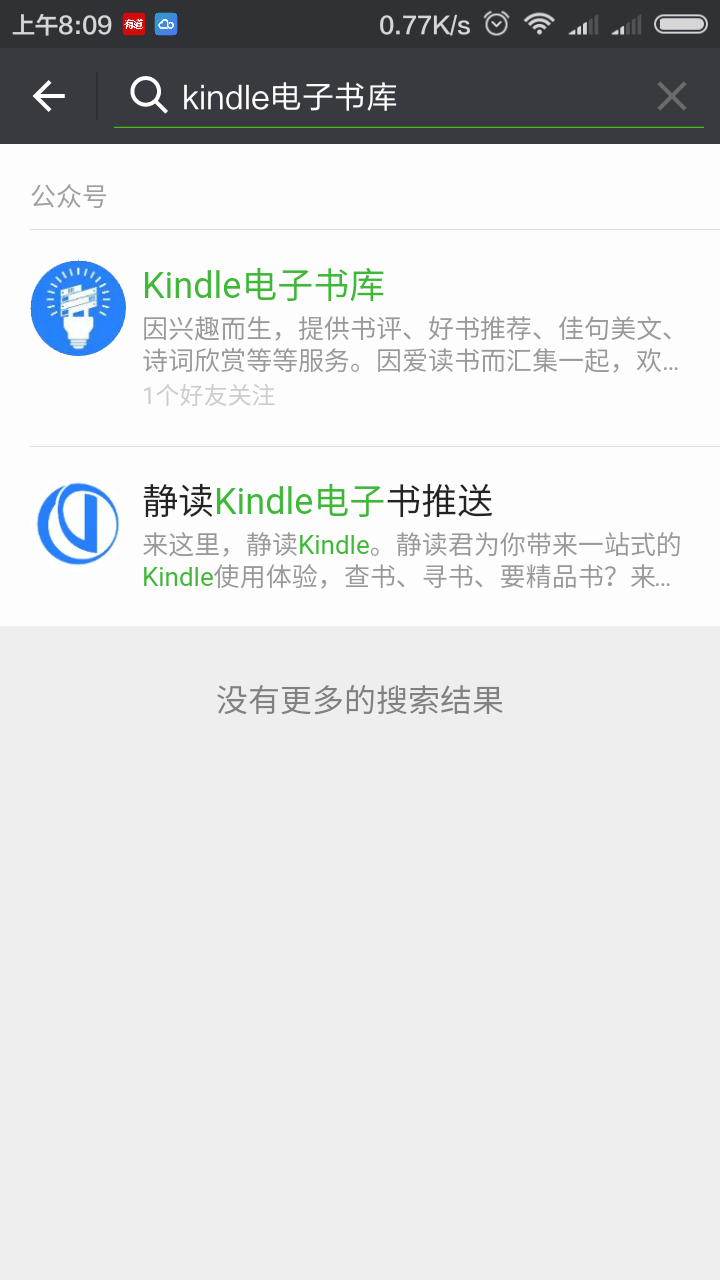 上午8:09 有道 0.77K/s
kindle电子书库
公众号
Kindle电子书库
因兴趣而生，提供书评、好书推荐、佳句美文、
诗词欣赏等等服务。因爱读书而汇集一起，欢...
1个好友关注
静读Kindle电子书推送
来这里，静读Kindle。静读君为你带来一站式的
Kindle使用体验，查书、寻书、要精品书？来...
没有更多的搜索结果